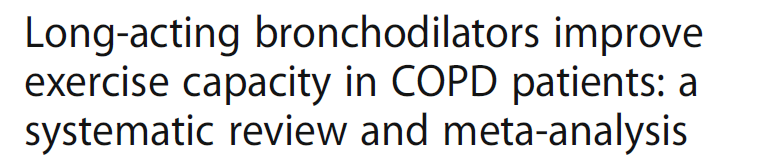 Long-acting bronchodilators improve
exercise capacity in COPD patients: a
systematic review and meta-analysis